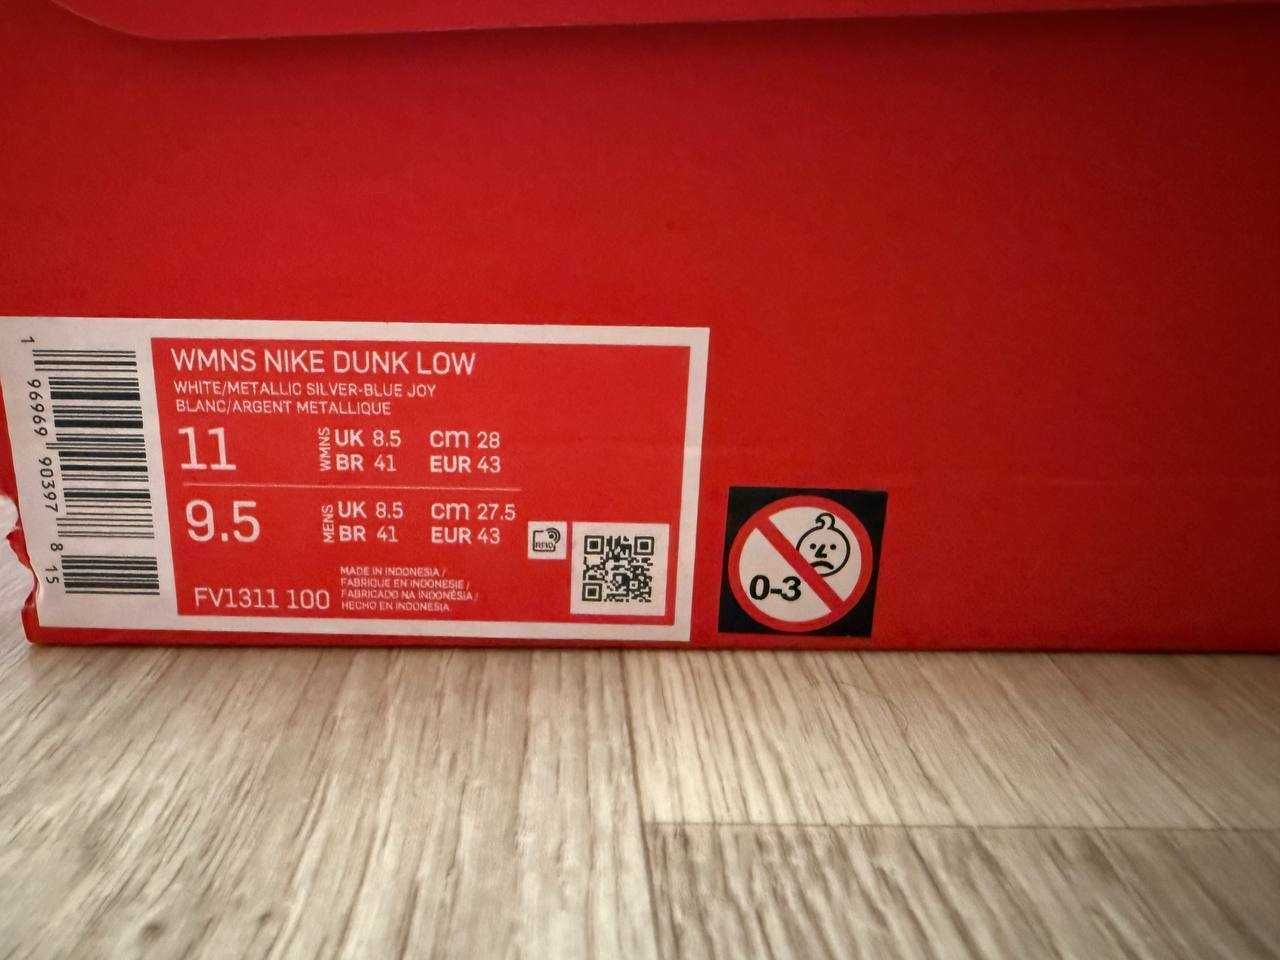 1 96969 90397 8 15
WMNS NIKE DUNK LOW
WHITE/METALLIC SILVER-BLUE JOY
BLANC/ARGENT METALLIQUE
11 WMNS UK 8.5 cm 28
BR 41 EUR 43
9.5 MENS UK 8.5 cm 27.5
BR 41 EUR 43
RFID
MADE IN INDONESIA /
FABRIQUE EN INDONESIE /
FABRICADO NA INDONÉSIA /
HECHO EN INDONESIA
FV1311 100
0-3